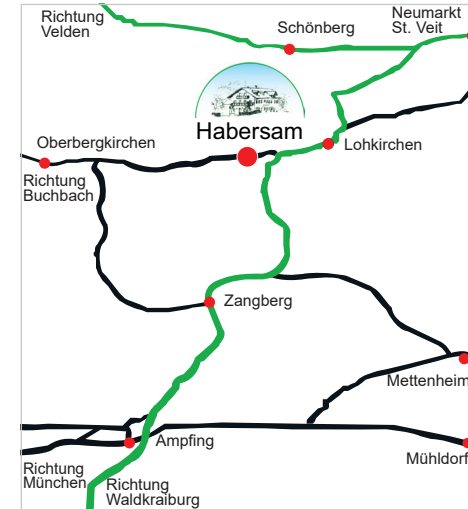 Richtung
Velden
Schönberg
Neumarkt
St. Veit
Habersam
Oberbergkirchen
Lohkirchen
Richtung
Buchbach
Zangberg
Mettenheim
Ampfing
Mühldorf
Richtung
München
Richtung
Waldkraiburg